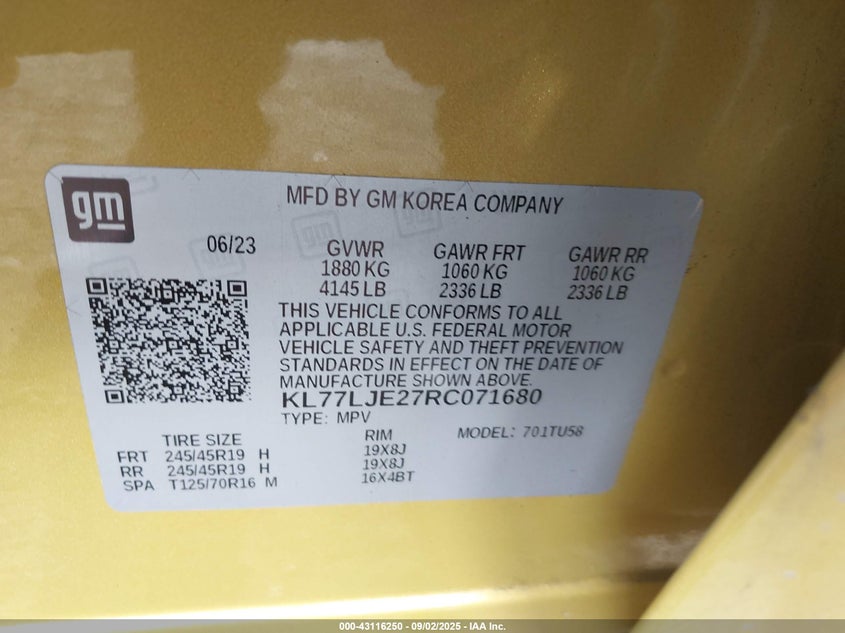 gm
MFD BY GM KOREA COMPANY
06/23
GVWR GAWR FRT GAWR RR
1880 KG 1060 KG 1060 KG
4145 LB 2336 LB 2336 LB
THIS VEHICLE CONFORMS TO ALL
APPLICABLE U.S. FEDERAL MOTOR
VEHICLE SAFETY AND THEFT PREVENTION
STANDARDS IN EFFECT ON THE DATE OF
MANUFACTURE SHOWN ABOVE.
KL77LJE27RC071680
TYPE: MPV
TIRE SIZE RIM MODEL: 701TU58
FRT 245/45R19 H 19X8J
RR 245/45R19 H 19X8J
SPA T125/70R16 M 16X4BT
000-43116250 - 09/02/2025 - IAA Inc.